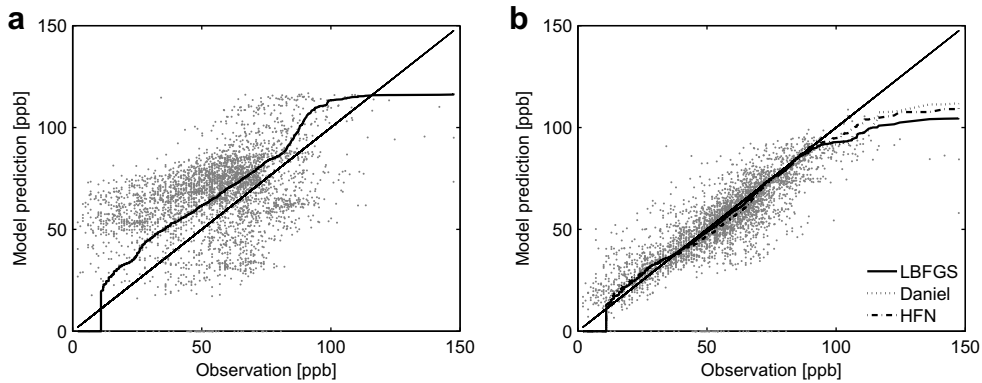 a
150
100
50
0
Model prediction [ppb]
0 50 100 150
Observation [ppb]
b
150
100
50
0
Model prediction [ppb]
LBFGS
Daniel
HFN
0 50 100 150
Observation [ppb]